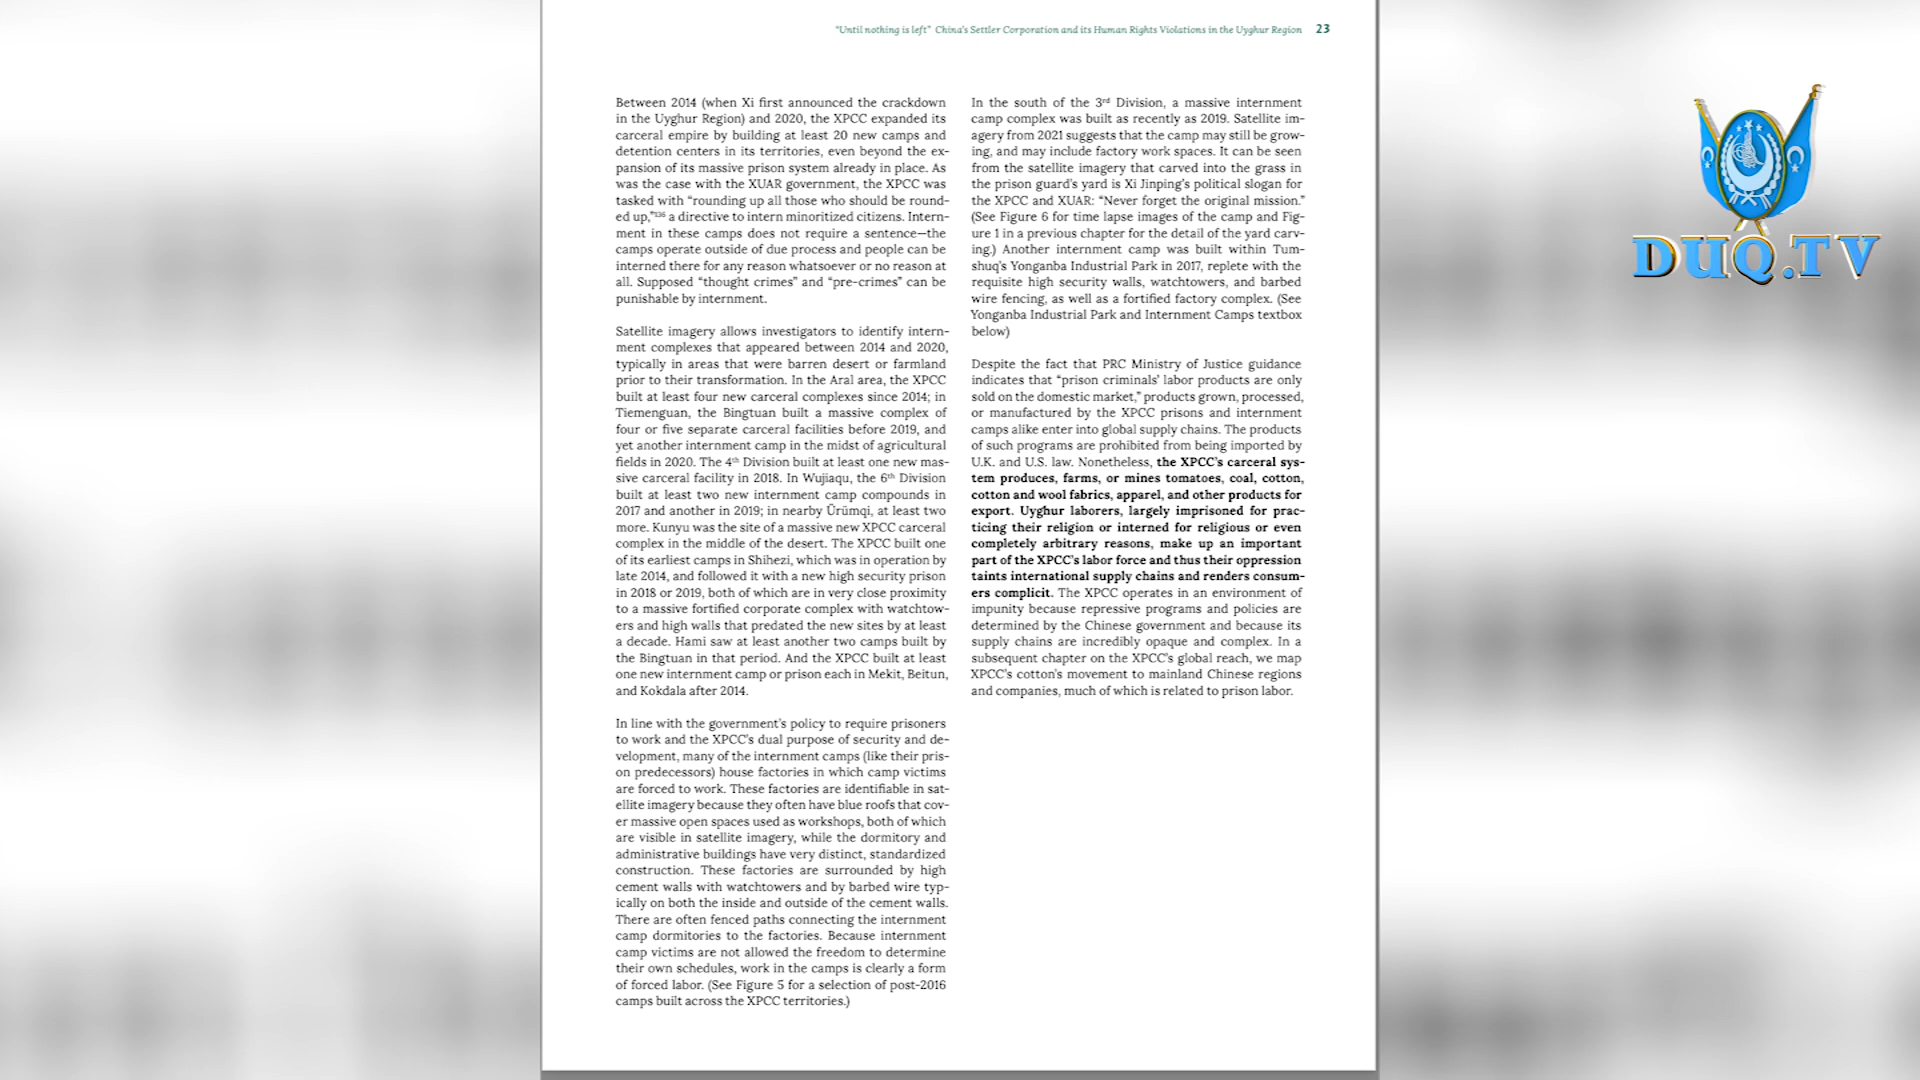 "Until nothing is left" China's Settler Corporation and its Human Rights Violations in the Uyghur Region 23
Between 2014 (when Xi first announced the crackdown
in the Uyghur Region) and 2020, the XPCC expanded its
carceral empire by building at least 20 new camps and
detention centers in its territories, even beyond the ex-
pansion of its massive prison system already in place. As
was the case with the XUAR government, the XPCC was
tasked with "rounding up all those who should be round-
ed up,"¹³⁶ a directive to intern minoritized citizens. Intern-
ment in these camps does not require a sentence—the
camps operate outside of due process and people can be
interned there for any reason whatsoever or no reason at
all. Supposed "thought crimes" and "pre-crimes" can be
punishable by internment.
Satellite imagery allows investigators to identify intern-
ment complexes that appeared between 2014 and 2020,
typically in areas that were barren desert or farmland
prior to their transformation. In the Aral area, the XPCC
built at least four new carceral complexes since 2014; in
Tiemenguan, the Bingtuan built a massive complex of
four or five separate carceral facilities before 2019, and
yet another internment camp in the midst of agricultural
fields in 2020. The 4th Division built at least one new mas-
sive carceral facility in 2018. In Wujiaqu, the 6th Division
built at least two new internment camp compounds in
2017 and another in 2019; in nearby Ürümqi, at least two
more. Kunyu was the site of a massive new XPCC carceral
complex in the middle of the desert. The XPCC built one
of its earliest camps in Shihezi, which was in operation by
late 2014, and followed it with a new high security prison
in 2018 or 2019, both of which are in very close proximity
to a massive fortified corporate complex with watchtow-
ers and high walls that predated the new sites by at least
a decade. Hami saw at least another two camps built by
the Bingtuan in that period. And the XPCC built at least
one new internment camp or prison each in Mekit, Beitun,
and Kokdala after 2014.
In line with the government's policy to require prisoners
to work and the XPCC's dual purpose of security and de-
velopment, many of the internment camps (like their pris-
on predecessors) house factories in which camp victims
are forced to work. These factories are identifiable in sat-
ellite imagery because they often have blue roofs that cov-
er massive open spaces used as workshops, both of which
are visible in satellite imagery, while the dormitory and
administrative buildings have very distinct, standardized
construction. These factories are surrounded by high
cement walls with watchtowers and by barbed wire typ-
ically on both the inside and outside of the cement walls.
There are often fenced paths connecting the internment
camp dormitories to the factories. Because internment
camp victims are not allowed the freedom to determine
their own schedules, work in the camps is clearly a form
of forced labor. (See Figure 5 for a selection of post-2016
camps built across the XPCC territories.)
In the south of the 3rd Division, a massive internment
camp complex was built as recently as 2019. Satellite im-
agery from 2021 suggests that the camp may still be grow-
ing, and may include factory work spaces. It can be seen
from the satellite imagery that carved into the grass in
the prison guard's yard is Xi Jinping's political slogan for
the XPCC and XUAR: "Never forget the original mission."
(See Figure 6 for time lapse images of the camp and Fig-
ure 1 in a previous chapter for the detail of the yard carv-
ing.) Another internment camp was built within Tum-
shuq's Yonganba Industrial Park in 2017, replete with the
requisite high security walls, watchtowers, and barbed
wire fencing, as well as a fortified factory complex. (See
Yonganba Industrial Park and Internment Camps textbox
below)
Despite the fact that PRC Ministry of Justice guidance
indicates that "prison criminals' labor products are only
sold on the domestic market," products grown, processed,
or manufactured by the XPCC prisons and internment
camps alike enter into global supply chains. The products
of such programs are prohibited from being imported by
U.K. and U.S. law. Nonetheless, the XPCC's carceral sys-
tem produces, farms, or mines tomatoes, coal, cotton,
cotton and wool fabrics, apparel, and other products for
export. Uyghur laborers, largely imprisoned for prac-
ticing their religion or interned for religious or even
completely arbitrary reasons, make up an important
part of the XPCC's labor force and thus their oppression
taints international supply chains and renders consum-
ers complicit. The XPCC operates in an environment of
impunity because repressive programs and policies are
determined by the Chinese government and because its
supply chains are incredibly opaque and complex. In a
subsequent chapter on the XPCC's global reach, we map
XPCC's cotton's movement to mainland Chinese regions
and companies, much of which is related to prison labor.
DUQ.TV